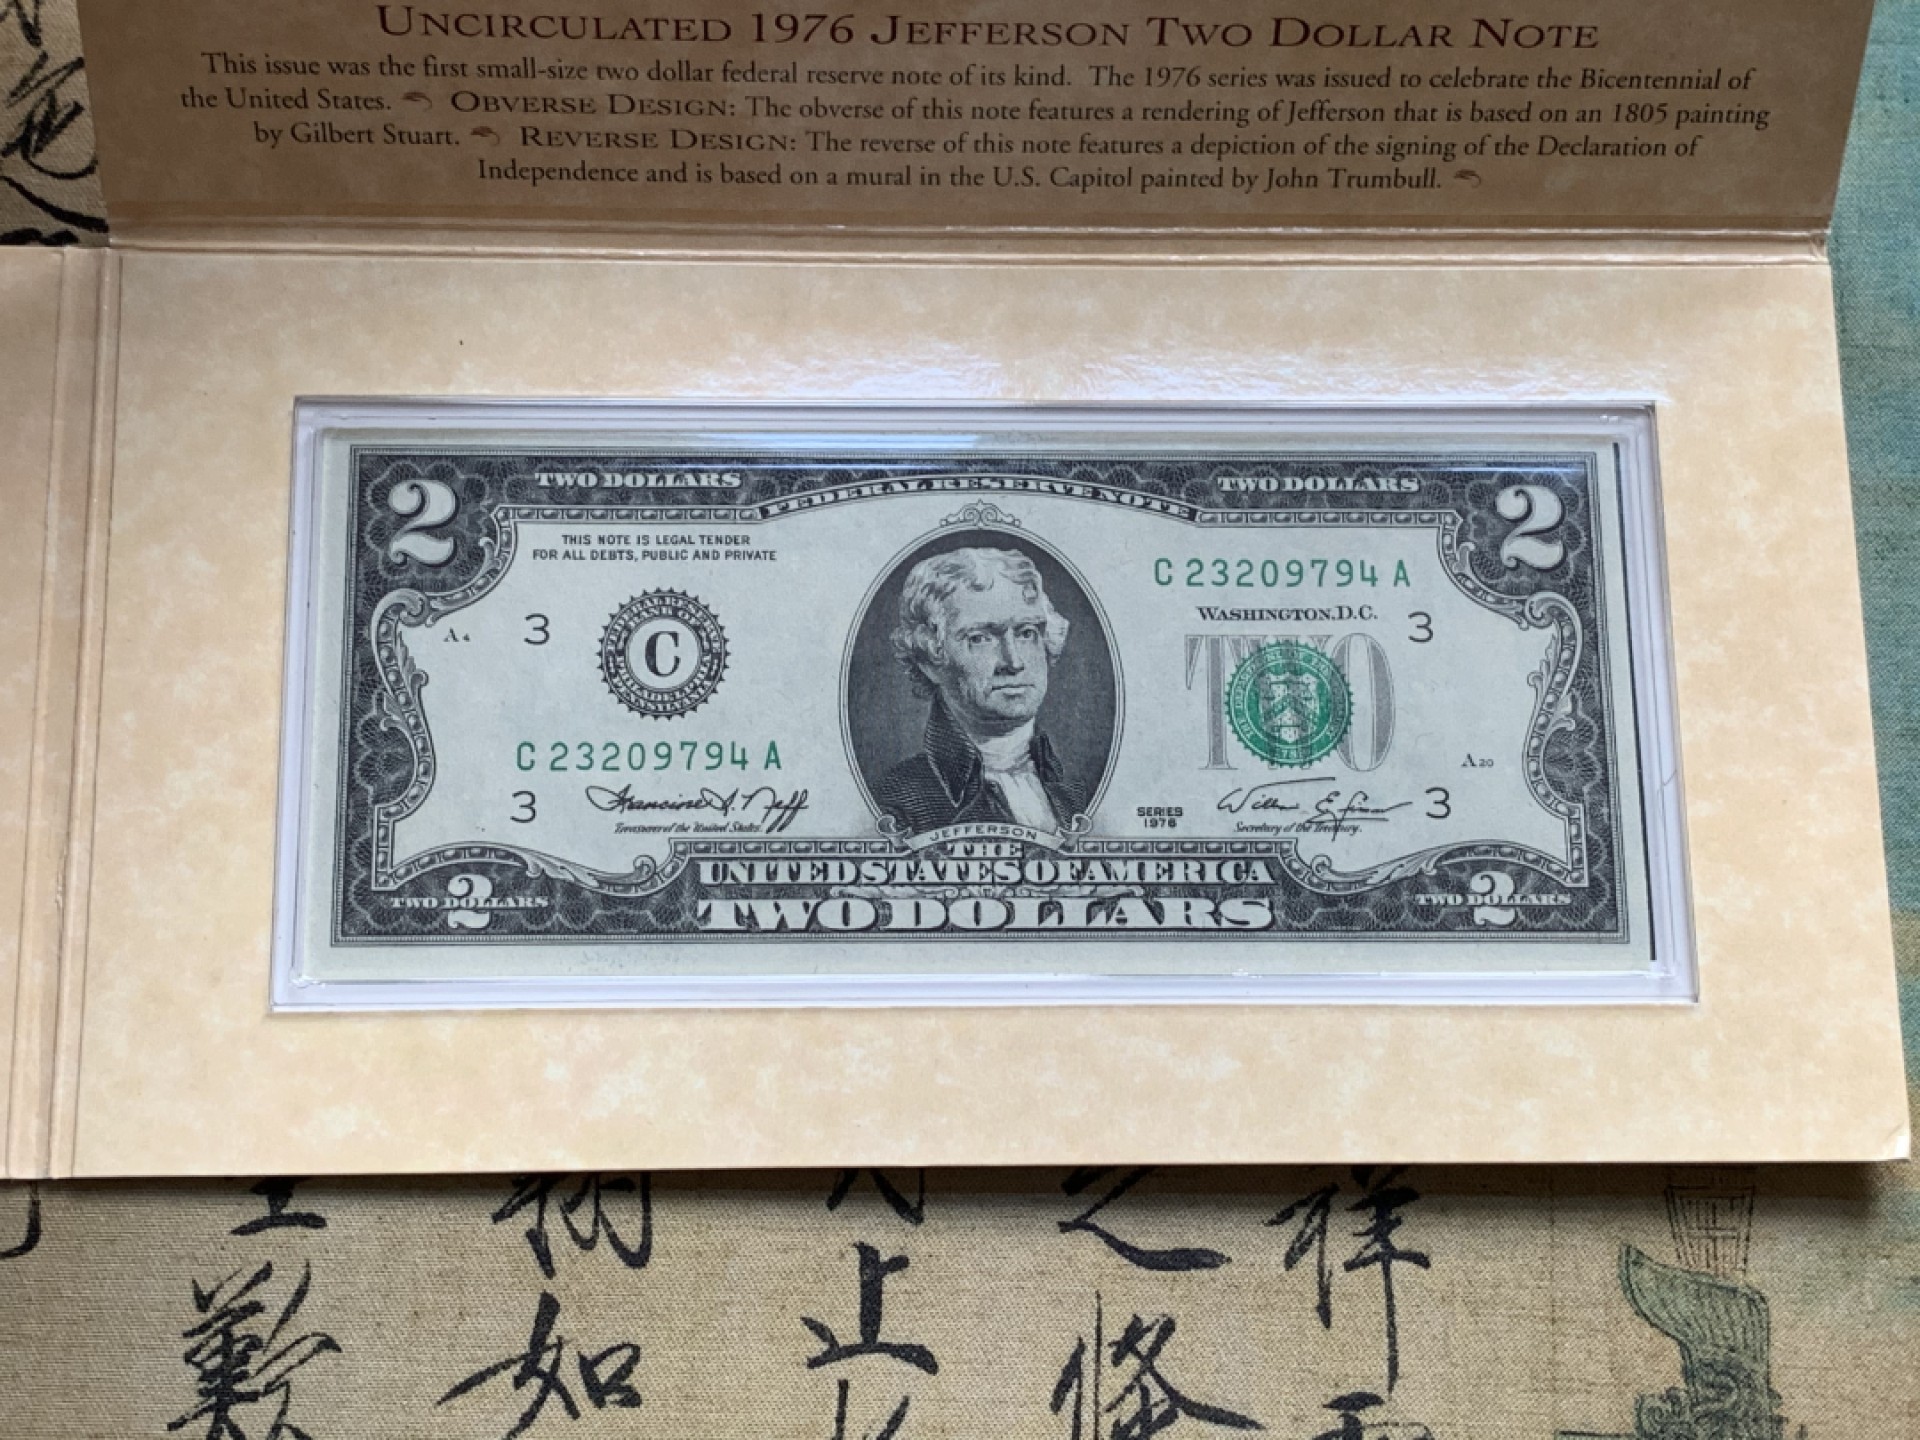 UNCIRCULATED 1976 JEFFERSON TWO DOLLAR NOTE
This issue was the first small-size two dollar federal reserve note of its kind. The 1976 series was issued to celebrate the Bicentennial of
the United States. OBVERSE DESIGN: The obverse of this note features a rendering of Jefferson that is based on an 1805 painting
by Gilbert Stuart. REVERSE DESIGN: The reverse of this note features a depiction of the signing of the Declaration of
Independence and is based on a mural in the U.S. Capitol painted by John Trumbull.
2 TWO DOLLARS FEDERAL RESERVE NOTE TWO DOLLARS 2
THIS NOTE IS LEGAL TENDER
FOR ALL DEBTS, PUBLIC AND PRIVATE
C 23209794 A
WASHINGTON, D.C.
A4 3 C TWO 3
C 23209794 A
A20
3 Francine I. Neff SERIES 1976 3
Treasurer of the United States. Secretary of the Treasury.
JEFFERSON
THE
UNITED STATES OF AMERICA
TWO DOLLARS 2 TWO DOLLARS TWO DOLLARS 2
之 祥
如 止 條